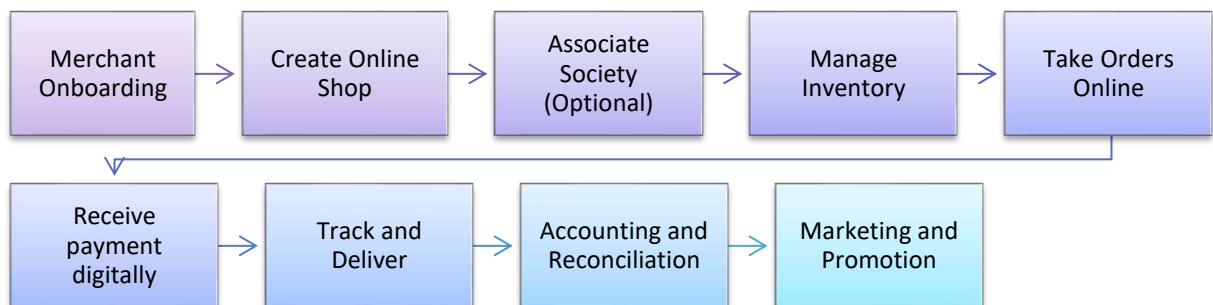 Merchant
Onboarding
Create Online
Shop
Associate
Society
(Optional)
Manage
Inventory
Take Orders
Online
Receive
payment
digitally
Track and
Deliver
Accounting and
Reconciliation
Marketing and
Promotion